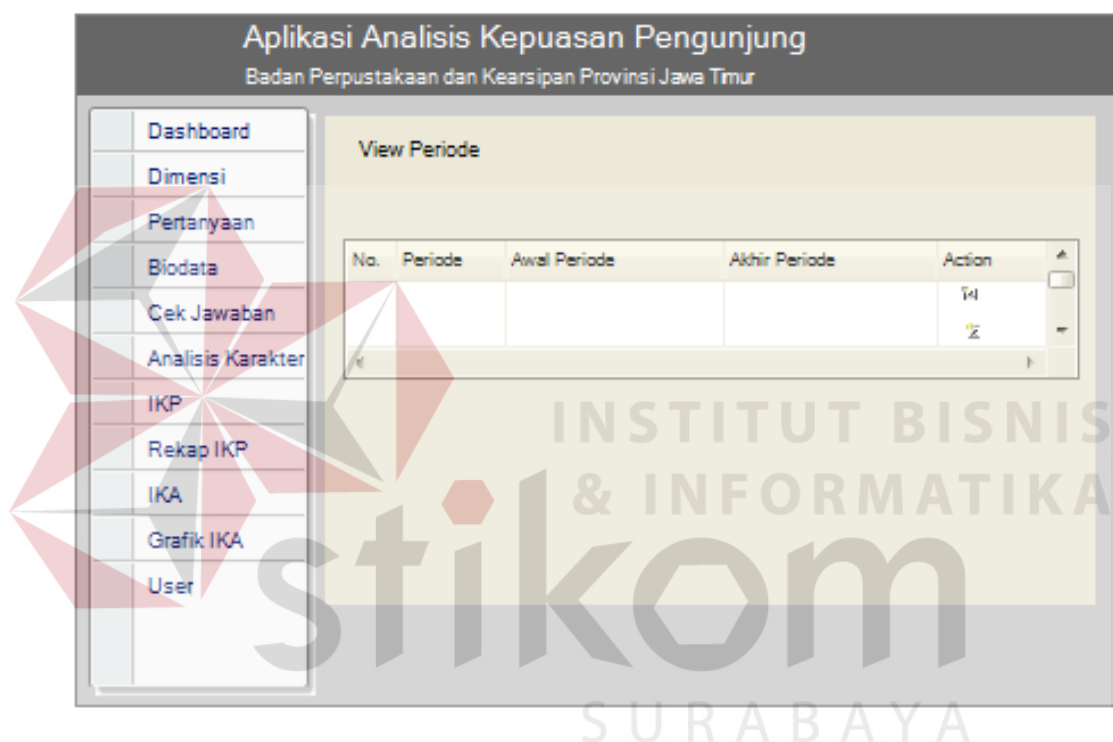 Aplikasi Analisis Kepuasan Pengunjung
Badan Perpustakaan dan Kearsipan Provinsi Jawa Timur
Dashboard
Dimensi
Pertanyaan
Biodata
Cek Jawaban
Analisis Karakter
IKP
Rekap IKP
IKA
Grafik IKA
User
View Periode
No. Periode Awal Periode Akhir Periode Action
INSTITUT BISNIS
& INFORMATIKA
stikom
SURABAYA